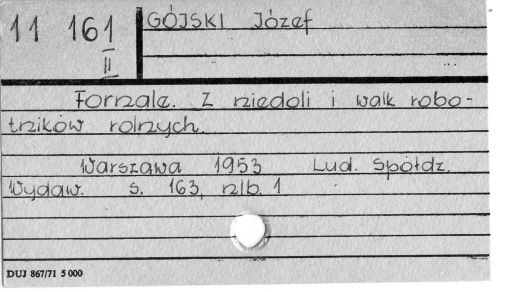 11 161
II
GÓJSKI Józef
Fornale. Z niedoli i walk robo-
tników rolnych.
Warszawa 1953 Lud. Spółdz.
Wydaw. s. 163, nlb. 1
DUJ 867/71 5 000